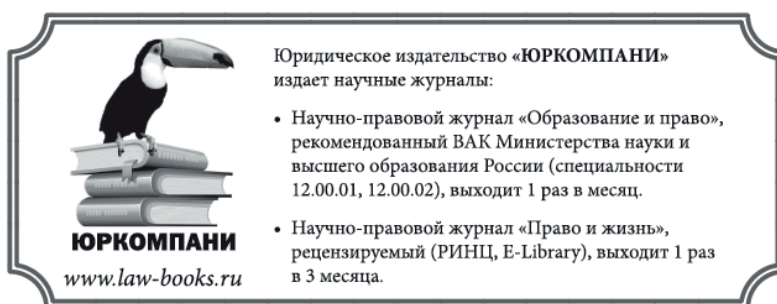 Юридическое издательство «ЮРКОМПАНИ»
издает научные журналы:
• Научно-правовой журнал «Образование и право»,
рекомендованный ВАК Министерства науки и
высшего образования России (специальности
12.00.01, 12.00.02), выходит 1 раз в месяц.
• Научно-правовой журнал «Право и жизнь»,
рецензируемый (РИНЦ, E-Library), выходит 1 раз
в 3 месяца.
ЮРКОМПАНИ
www.law-books.ru